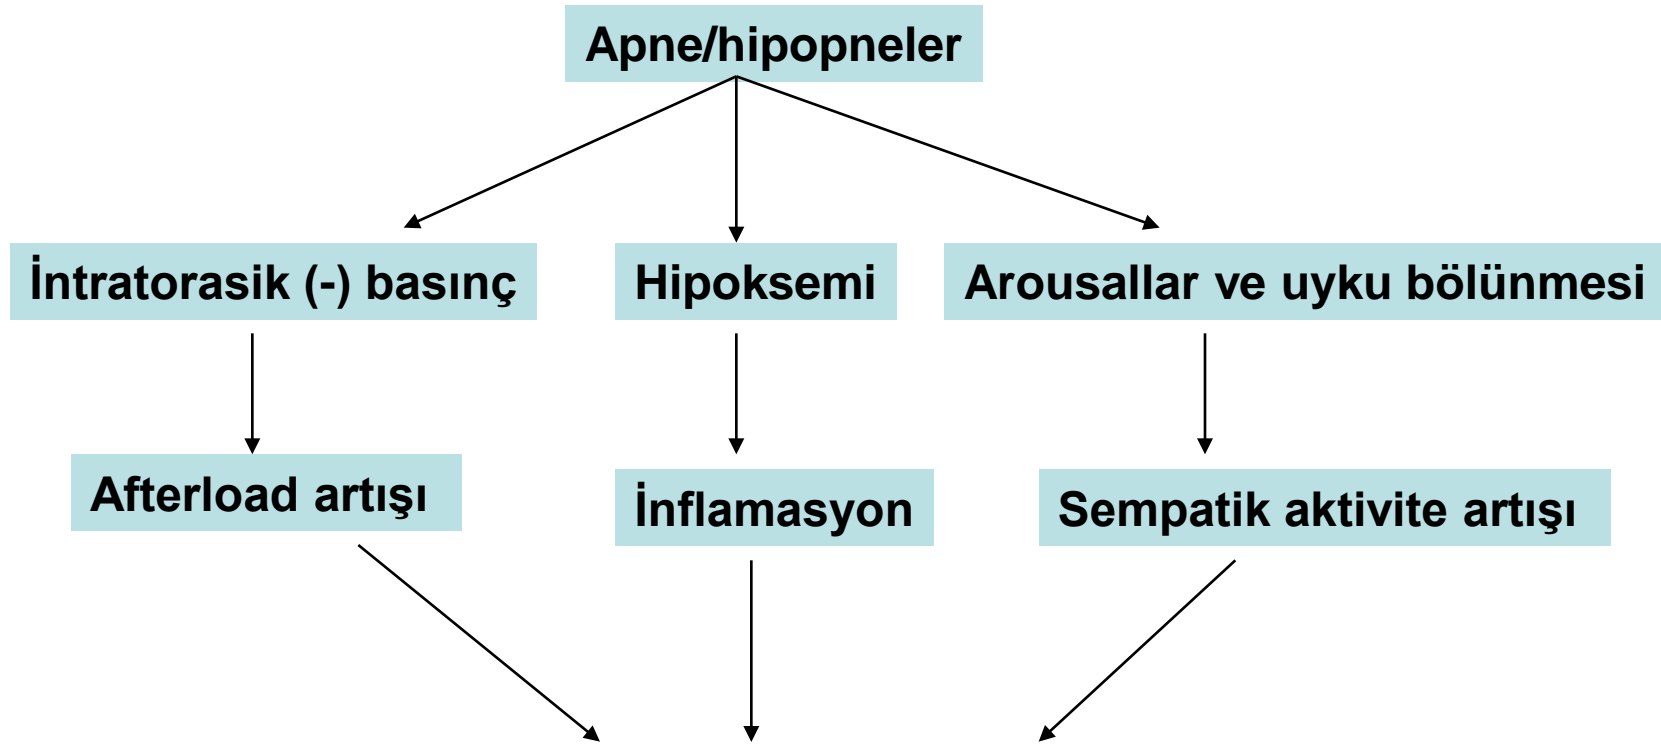 Apne/hipopneler
İntratorasik (-) basınç
Hipoksemi
Arousallar ve uyku bölünmesi
Afterload artışı
İnflamasyon
Sempatik aktivite artışı